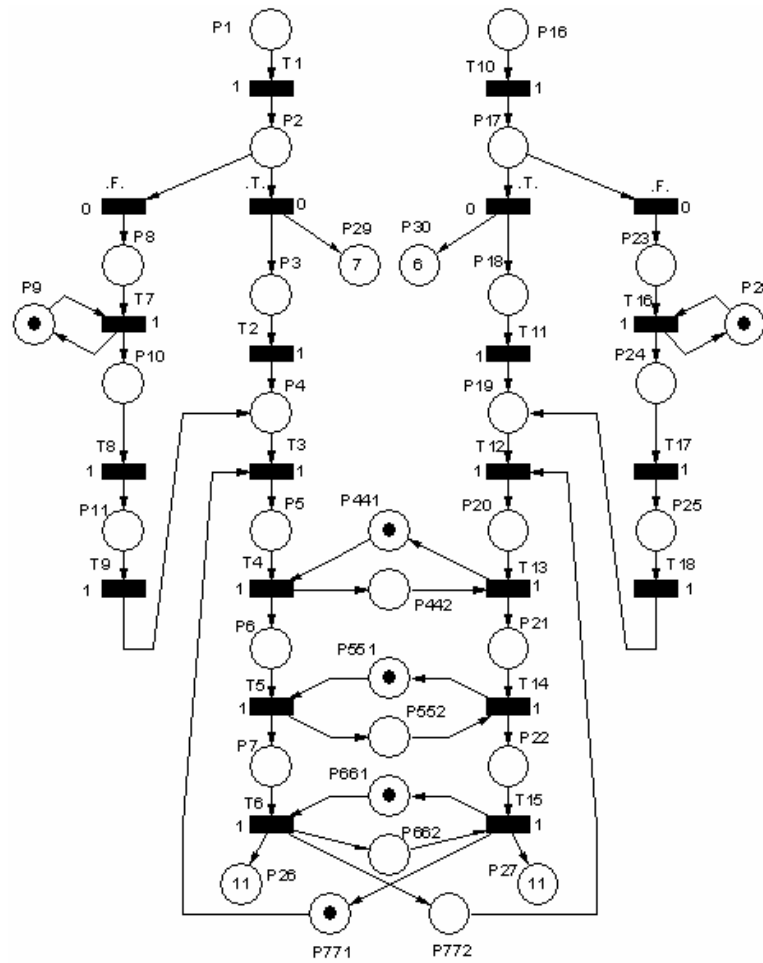 P1 P16
T1 T10
1 1
P2 P17
.F. .T. .T. .F.
0 0 0 0
P8 P29 P30 P23
7 6
P9 P3 P18
T7 T2 T11 T16
1 1 1 1
P10 P4 P19 P24
T8 T3 T12 T17
1 1 1 1
P11 P5 P441 P20 P25
T9 T4 T13 T18
1 1 1 1
P442
P6 P551 P21
T5 T14
1 1
P552
P7 P661 P22
T6 T15
1 1
P662
P26 P27
11 11
P771 P772